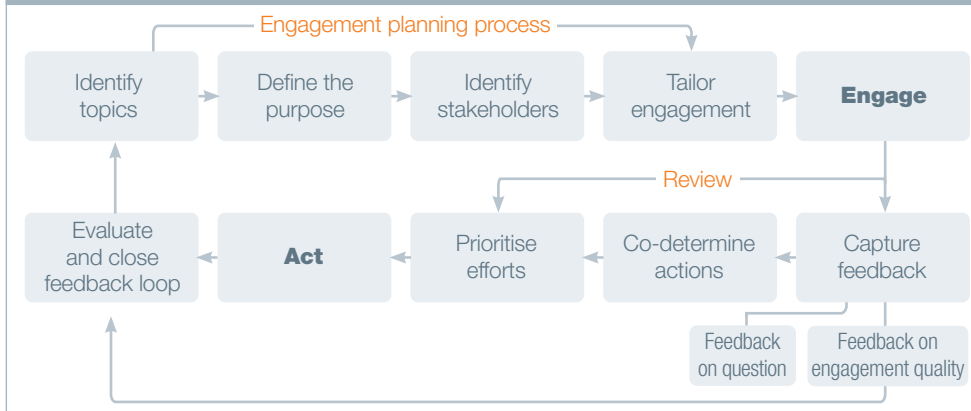 Engagement planning process
Identify
topics
Define the
purpose
Identify
stakeholders
Tailor
engagement
Engage
Review
Evaluate
and close
feedback loop
Act
Prioritise
efforts
Co-determine
actions
Capture
feedback
Feedback
on question
Feedback on
engagement quality